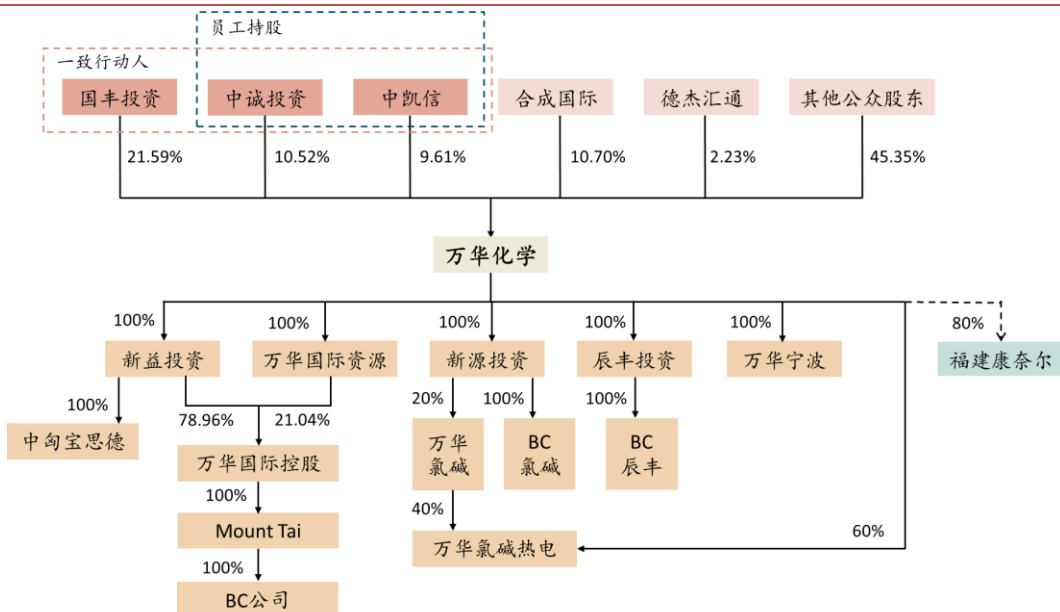 员工持股
一致行动人
国丰投资 中诚投资 中凯信 合成国际 德杰汇通 其他公众股东
21.59% 10.52% 9.61% 10.70% 2.23% 45.35%
万华化学
100% 100% 100% 100% 100% 80%
新益投资 万华国际资源 新源投资 辰丰投资 万华宁波 福建康奈尔
100% 78.96% 21.04% 20% 100% 100%
中匈宝思德
万华国际控股
万华
氯碱
BC
氯碱
BC
辰丰
100% 40%
Mount Tai
万华氯碱热电
60%
100%
BC公司